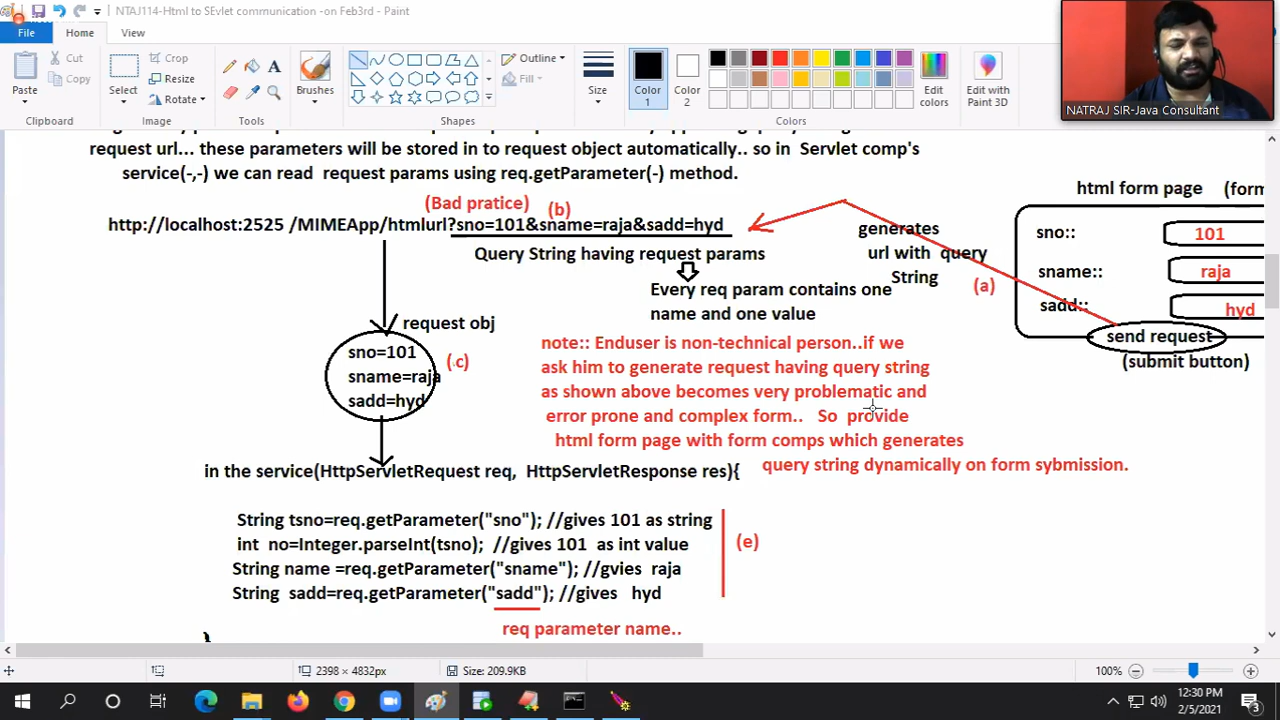 NTAJ114-Html to SEvlet communication -on Feb3rd - Paint
File Home View
Paste
Cut
Copy
Clipboard
Select
Crop
Resize
Rotate
Image
Tools
Brushes
Outline
Fill
Shapes
Size
Color 1
Color 2
Edit colors
Colors
Edit with Paint 3D
NATRAJ SIR-Java Consultant
request url... these parameters will be stored in to request object automatically.. so in Servlet comp's
service(-,-) we can read request params using req.getParameter(-) method.
(Bad pratice) (b)
http://localhost:2525 /MIMEApp/htmlurl?sno=101&sname=raja&sadd=hyd
Query String having request params
Every req param contains one
name and one value
generates
url with query
String
(a)
html form page (form
sno:: 101
sname:: raja
sadd:: hyd
send request
(submit button)
request obj
sno=101
sname=raja
sadd=hyd
(c)
note:: Enduser is non-technical person..if we
ask him to generate request having query string
as shown above becomes very problematic and
error prone and complex form.. So provide
html form page with form comps which generates
query string dynamically on form sybmission.
in the service(HttpServletRequest req, HttpServletResponse res){
String tsno=req.getParameter("sno"); //gives 101 as string
int no=Integer.parseInt(tsno); //gives 101 as int value
String name =req.getParameter("sname"); //gvies raja
String sadd=req.getParameter("sadd"); //gives hyd
(e)
req parameter name..
}
2398 × 4832px
Size: 209.9KB
100%
12:30 PM
2/5/2021
3